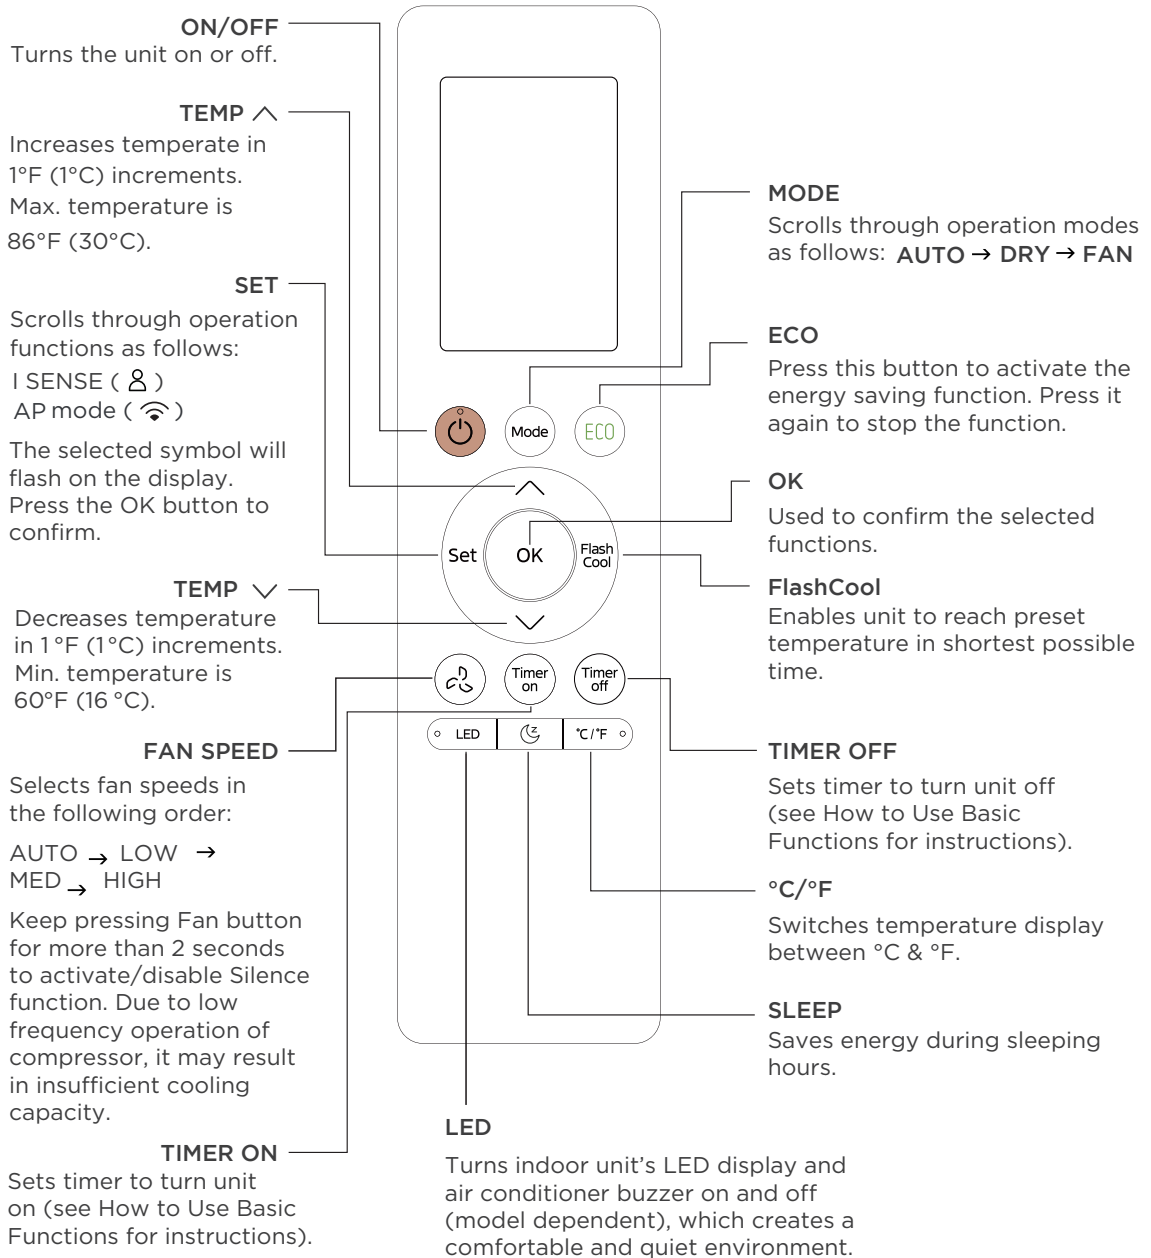 ON/OFF
Turns the unit on or off.
TEMP
Increases temperate in
1°F (1°C) increments.
Max. temperature is
86°F (30°C).
SET
Scrolls through operation
functions as follows:
I SENSE ( )
AP mode ( )
The selected symbol will
flash on the display.
Press the OK button to
confirm.
TEMP
Decreases temperature
in 1°F (1°C) increments.
Min. temperature is
60°F (16 °C).
FAN SPEED
Selects fan speeds in
the following order:
AUTO → LOW →
MED → HIGH
Keep pressing Fan button
for more than 2 seconds
to activate/disable Silence
function. Due to low
frequency operation of
compressor, it may result
in insufficient cooling
capacity.
TIMER ON
Sets timer to turn unit
on (see How to Use Basic
Functions for instructions).
Mode
ECO
Set
OK
Flash
Cool
Timer
on
Timer
off
LED
z
°C/°F
MODE
Scrolls through operation modes
as follows: AUTO → DRY → FAN
ECO
Press this button to activate the
energy saving function. Press it
again to stop the function.
OK
Used to confirm the selected
functions.
FlashCool
Enables unit to reach preset
temperature in shortest possible
time.
TIMER OFF
Sets timer to turn unit off
(see How to Use Basic
Functions for instructions).
°C/°F
Switches temperature display
between °C & °F.
SLEEP
Saves energy during sleeping
hours.
LED
Turns indoor unit's LED display and
air conditioner buzzer on and off
(model dependent), which creates a
comfortable and quiet environment.